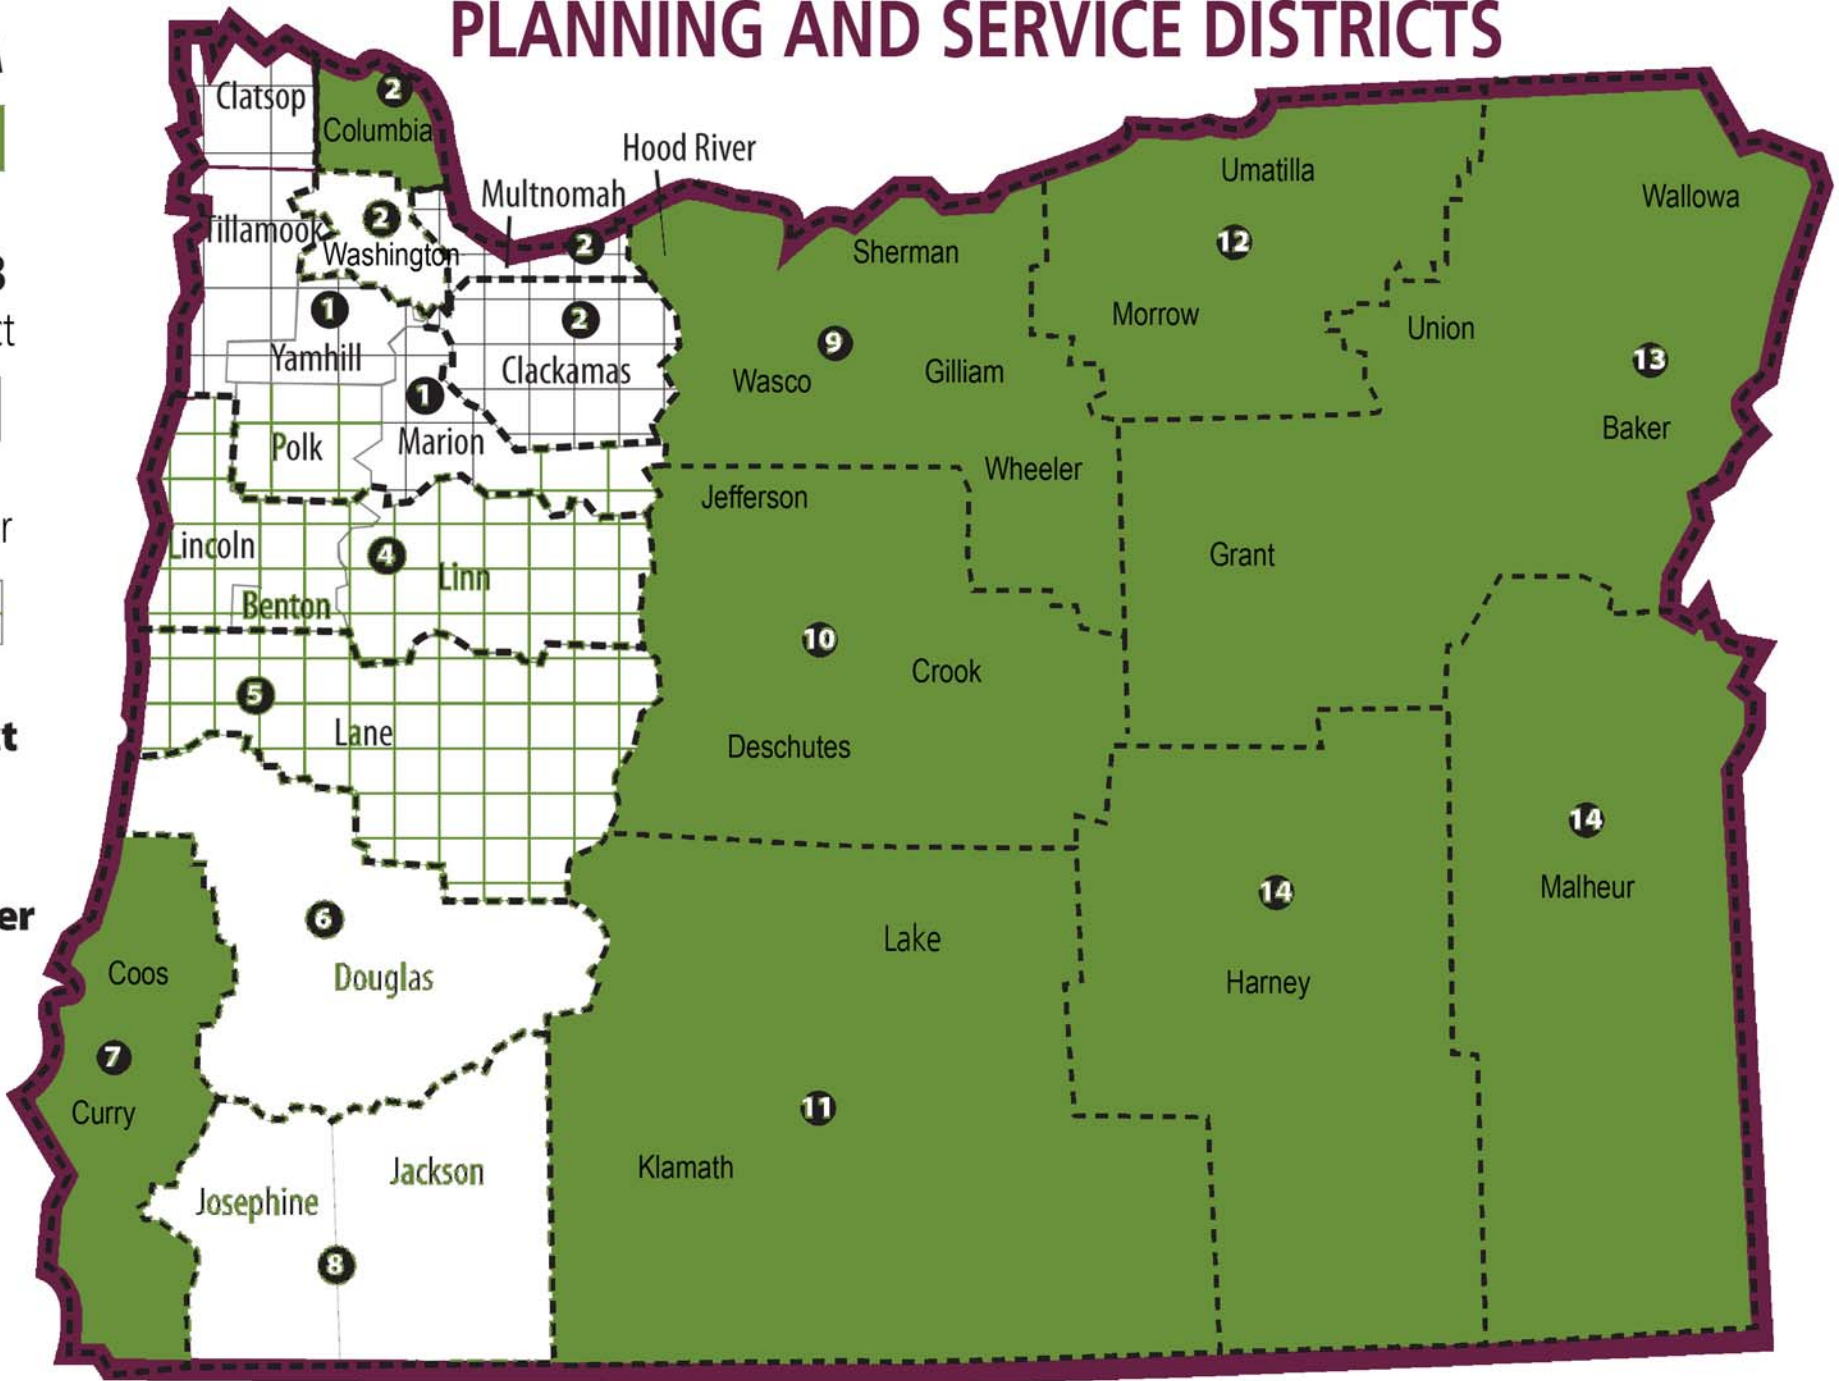 PLANNING AND SERVICE DISTRICTS
2
Clatsop
Columbia
Hood River
Multnomah
Umatilla
Wallowa
2
Tillamook
Washington
2
Sherman
12
1
2
Morrow
Union
9
13
Yamhill
Clackamas
Wasco
Gilliam
1
Baker
Polk
Marion
Wheeler
Jefferson
Lincoln
4
Linn
Grant
Benton
10
Crook
5
Lane
Deschutes
14
Malheur
6
14
Lake
Coos
Douglas
Harney
7
Curry
11
Jackson
Klamath
Josephine
8